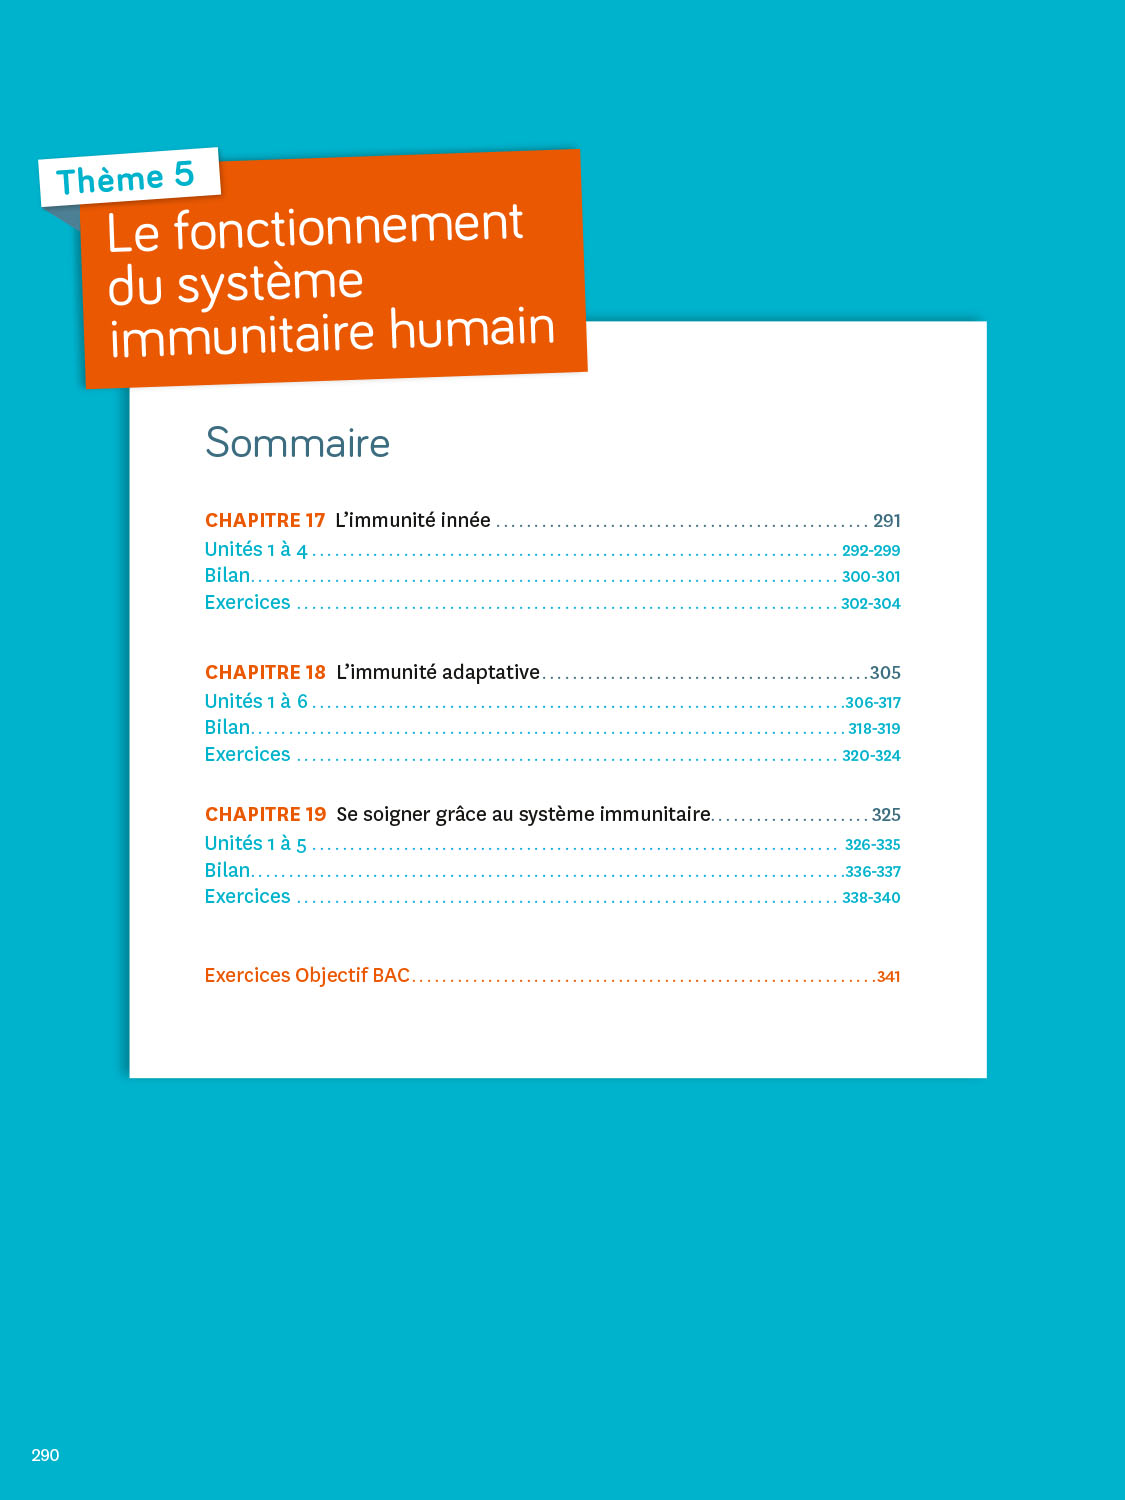 Thème 5
Le fonctionnement
du système
immunitaire humain
Sommaire
CHAPITRE 17 L’immunité innée ................................................ 291
Unités 1 à 4 .................................................................... 292-299
Bilan............................................................................ 300-301
Exercices ...................................................................... 302-304
CHAPITRE 18 L’immunité adaptative..........................................305
Unités 1 à 6 .....................................................................306-317
Bilan............................................................................. 318-319
Exercices ...................................................................... 320-324
CHAPITRE 19 Se soigner grâce au système immunitaire..................... 325
Unités 1 à 5 .................................................................... 326-335
Bilan.............................................................................336-337
Exercices ...................................................................... 338-340
Exercices Objectif BAC............................................................341
290